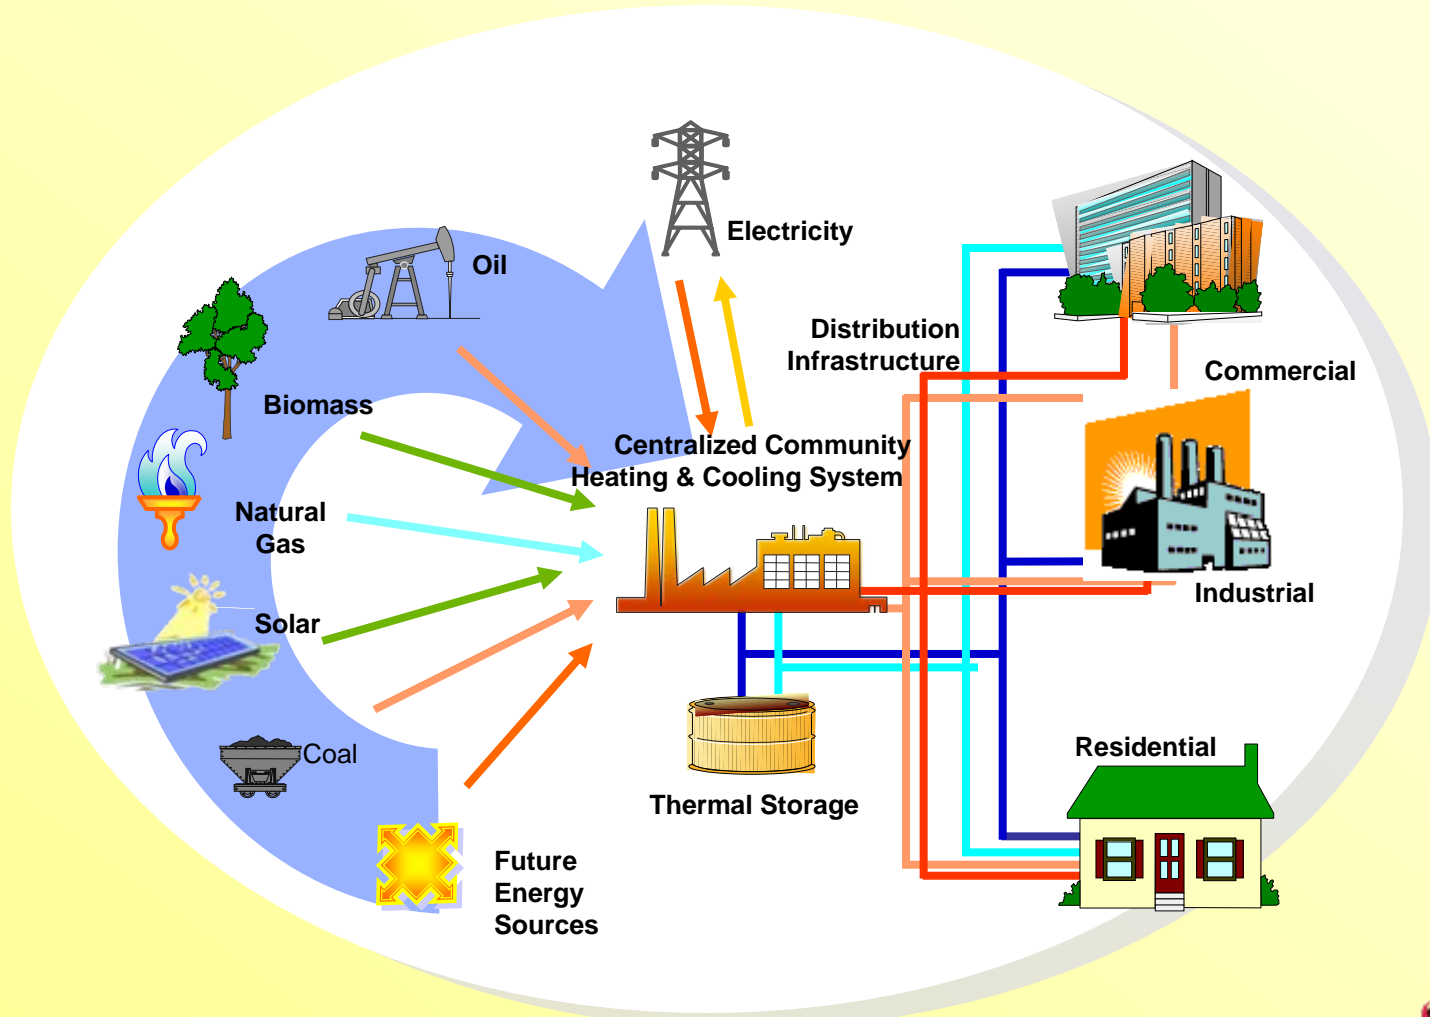 Electricity
Oil
Distribution
Infrastructure
Commercial
Biomass
Centralized Community
Heating & Cooling System
Natural
Gas
Industrial
Solar
Residential
Coal
Thermal Storage
Future
Energy
Sources